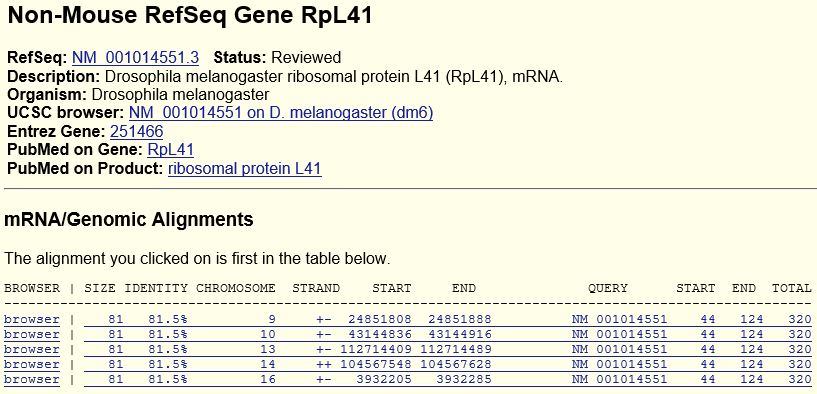 Non-Mouse RefSeq Gene RpL41
RefSeq: NM_001014551.3 Status: Reviewed
Description: Drosophila melanogaster ribosomal protein L41 (RpL41), mRNA.
Organism: Drosophila melanogaster
UCSC browser: NM_001014551 on D. melanogaster (dm6)
Entrez Gene: 251466
PubMed on Gene: RpL41
PubMed on Product: ribosomal protein L41
mRNA/Genomic Alignments
The alignment you clicked on is first in the table below.
BROWSER | SIZE IDENTITY CHROMOSOME STRAND START END QUERY START END TOTAL
browser | 81 81.5% 9 +- 24851808 24851888 NM_001014551 44 124 320
browser | 81 81.5% 10 +- 43144836 43144916 NM_001014551 44 124 320
browser | 81 81.5% 13 +- 112714409 112714489 NM_001014551 44 124 320
browser | 81 81.5% 14 ++ 104567548 104567628 NM_001014551 44 124 320
browser | 81 81.5% 16 +- 3932205 3932285 NM_001014551 44 124 320